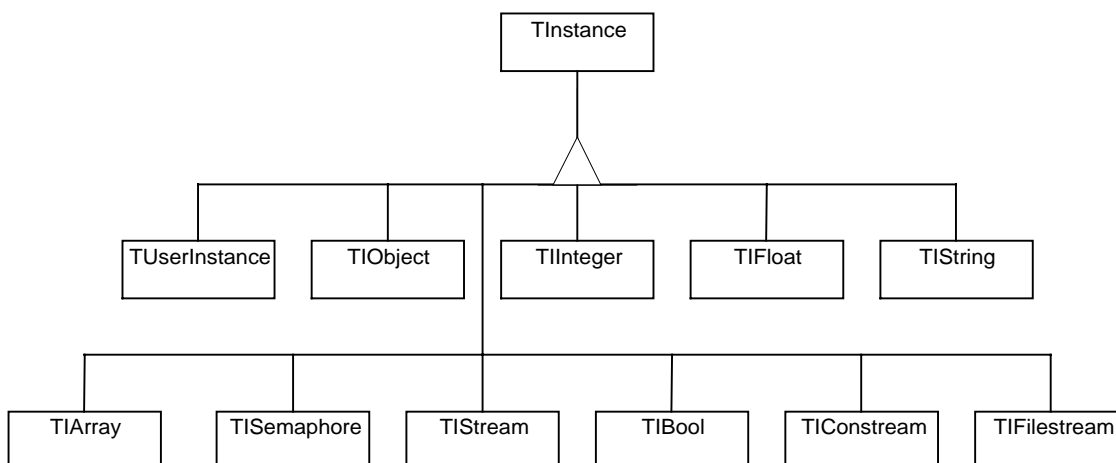 TInstance
TUserInstance TIObject TIInteger TIFloat TIString
TIArray TISemaphore TIStream TIBool TIConstream TIFilestream